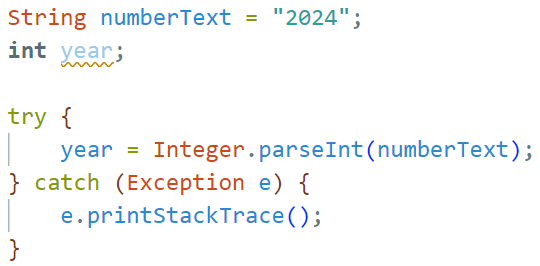 String numberText = "2024";
int year;
try {
    year = Integer.parseInt(numberText);
} catch (Exception e) {
    e.printStackTrace();
}